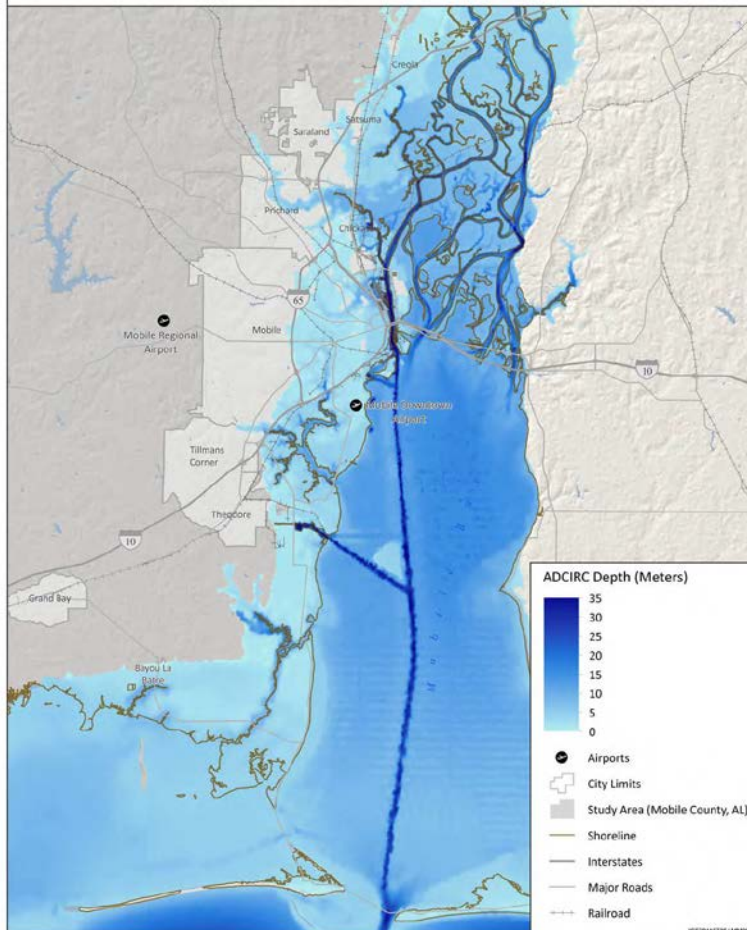 Creola
Satsuma
Saraland
Prichard
65
Mobile
Mobile Regional
Airport
10
Airport
Tillmans
Corner
Theodore
10
Grand Bay
Bayou La
Batre
ADCIRC Depth (Meters)
35
30
25
20
15
10
5
0
Airports
City Limits
Study Area (Mobile County, AL)
Shoreline
Interstates
Major Roads
Railroad